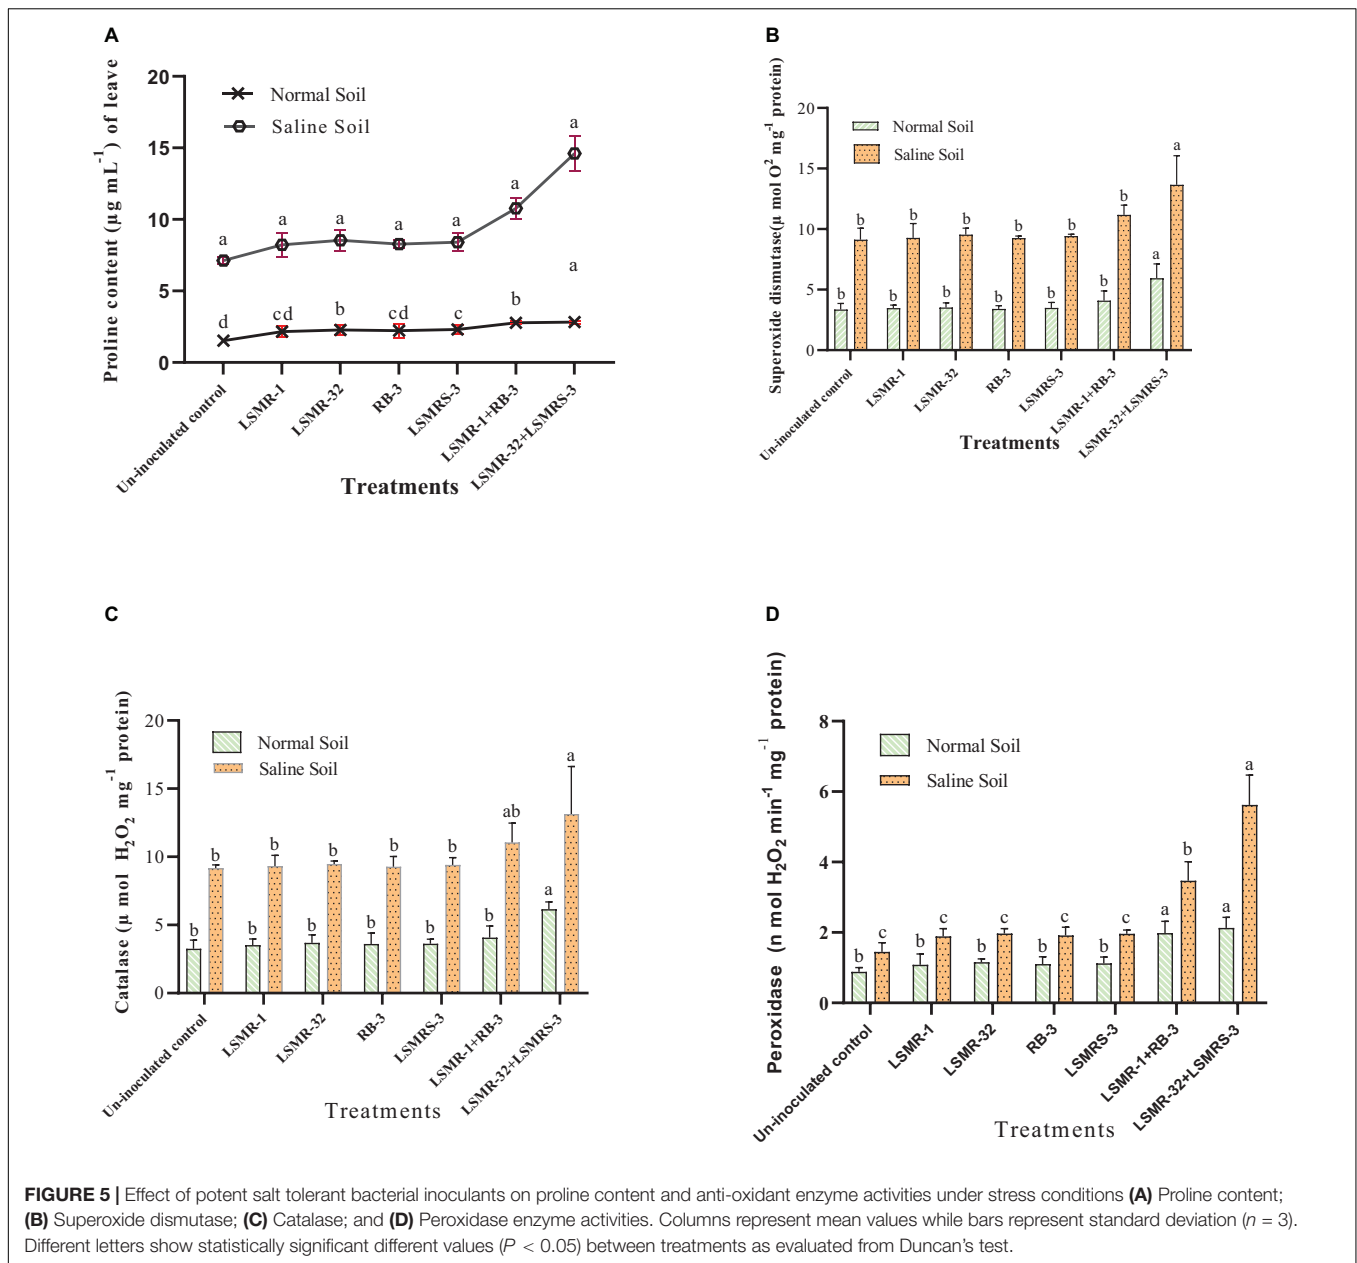 A
Proline content (µg mL⁻¹) of leave
20
15
10
5
0
Normal Soil
Saline Soil
a
a
a
a
a
a
a
a
d
cd
b
cd
c
b
Un-inoculated control
LSMR-1
LSMR-32
RB-3
LSMRS-3
LSMR-1+RB-3
LSMR-32+LSMRS-3
Treatments
B
Superoxide dismutase(µ mol O² mg⁻¹ protein)
20
15
10
5
0
Normal Soil
Saline Soil
b
b
b
b
b
b
b
b
b
b
b
b
a
a
Un-inoculated control
LSMR-1
LSMR-32
RB-3
LSMRS-3
LSMR-1+RB-3
LSMR-32+LSMRS-3
Treatments
C
Catalase (µ mol H₂O₂ mg⁻¹ protein)
20
15
10
5
0
Normal Soil
Saline Soil
b
b
b
b
b
b
b
b
b
b
b
ab
a
a
Un-inoculated control
LSMR-1
LSMR-32
RB-3
LSMRS-3
LSMR-1+RB-3
LSMR-32+LSMRS-3
Treatments
D
Peroxidase (n mol H₂O₂ min⁻¹ mg⁻¹ protein)
8
6
4
2
0
Normal Soil
Saline Soil
b
c
b
c
b
c
b
c
b
c
a
b
a
a
Un-inoculated control
LSMR-1
LSMR-32
RB-3
LSMRS-3
LSMR-1+RB-3
LSMR-32+LSMRS-3
Treatments
FIGURE 5 | Effect of potent salt tolerant bacterial inoculants on proline content and anti-oxidant enzyme activities under stress conditions (A) Proline content;
(B) Superoxide dismutase; (C) Catalase; and (D) Peroxidase enzyme activities. Columns represent mean values while bars represent standard deviation (n = 3).
Different letters show statistically significant different values (P < 0.05) between treatments as evaluated from Duncan's test.